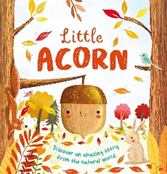 Little
ACORN
Discover an amazing story
from the natural world